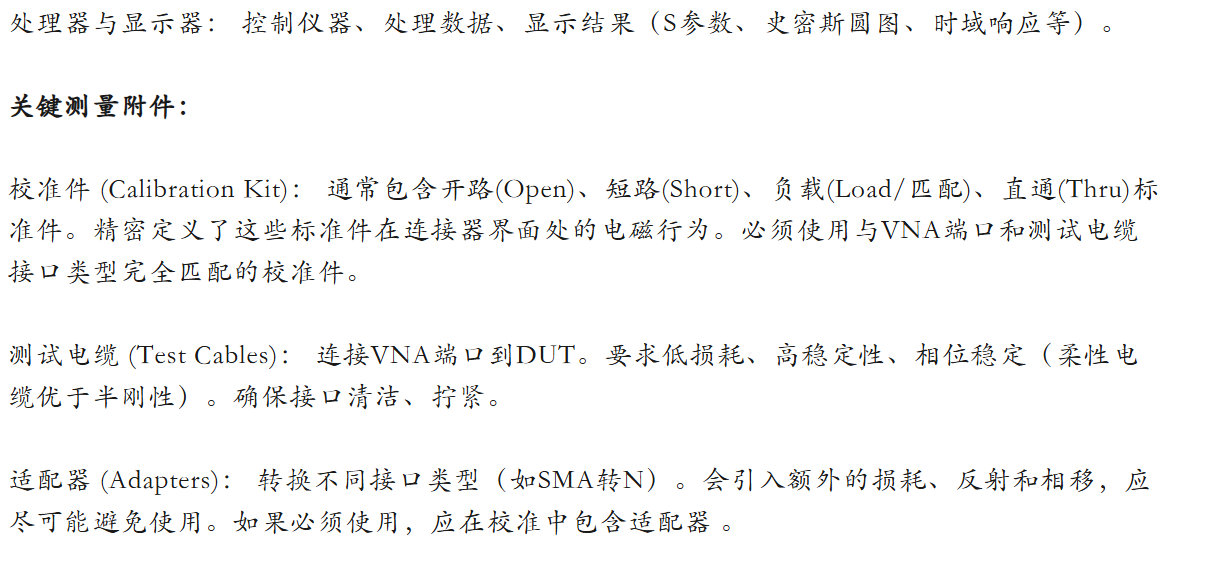 处理器与显示器： 控制仪器、处理数据、显示结果（S参数、史密斯圆图、时域响应等）。
关键测量附件：
校准件 (Calibration Kit)： 通常包含开路(Open)、短路(Short)、负载(Load/匹配)、直通(Thru)标
准件。精密定义了这些标准件在连接器界面处的电磁行为。必须使用与VNA端口和测试电缆
接口类型完全匹配的校准件。
测试电缆 (Test Cables)： 连接VNA端口到DUT。要求低损耗、高稳定性、相位稳定（柔性电
缆优于半刚性）。确保接口清洁、拧紧。
适配器 (Adapters)： 转换不同接口类型（如SMA转N）。会引入额外的损耗、反射和相移，应
尽可能避免使用。如果必须使用，应在校准中包含适配器 。